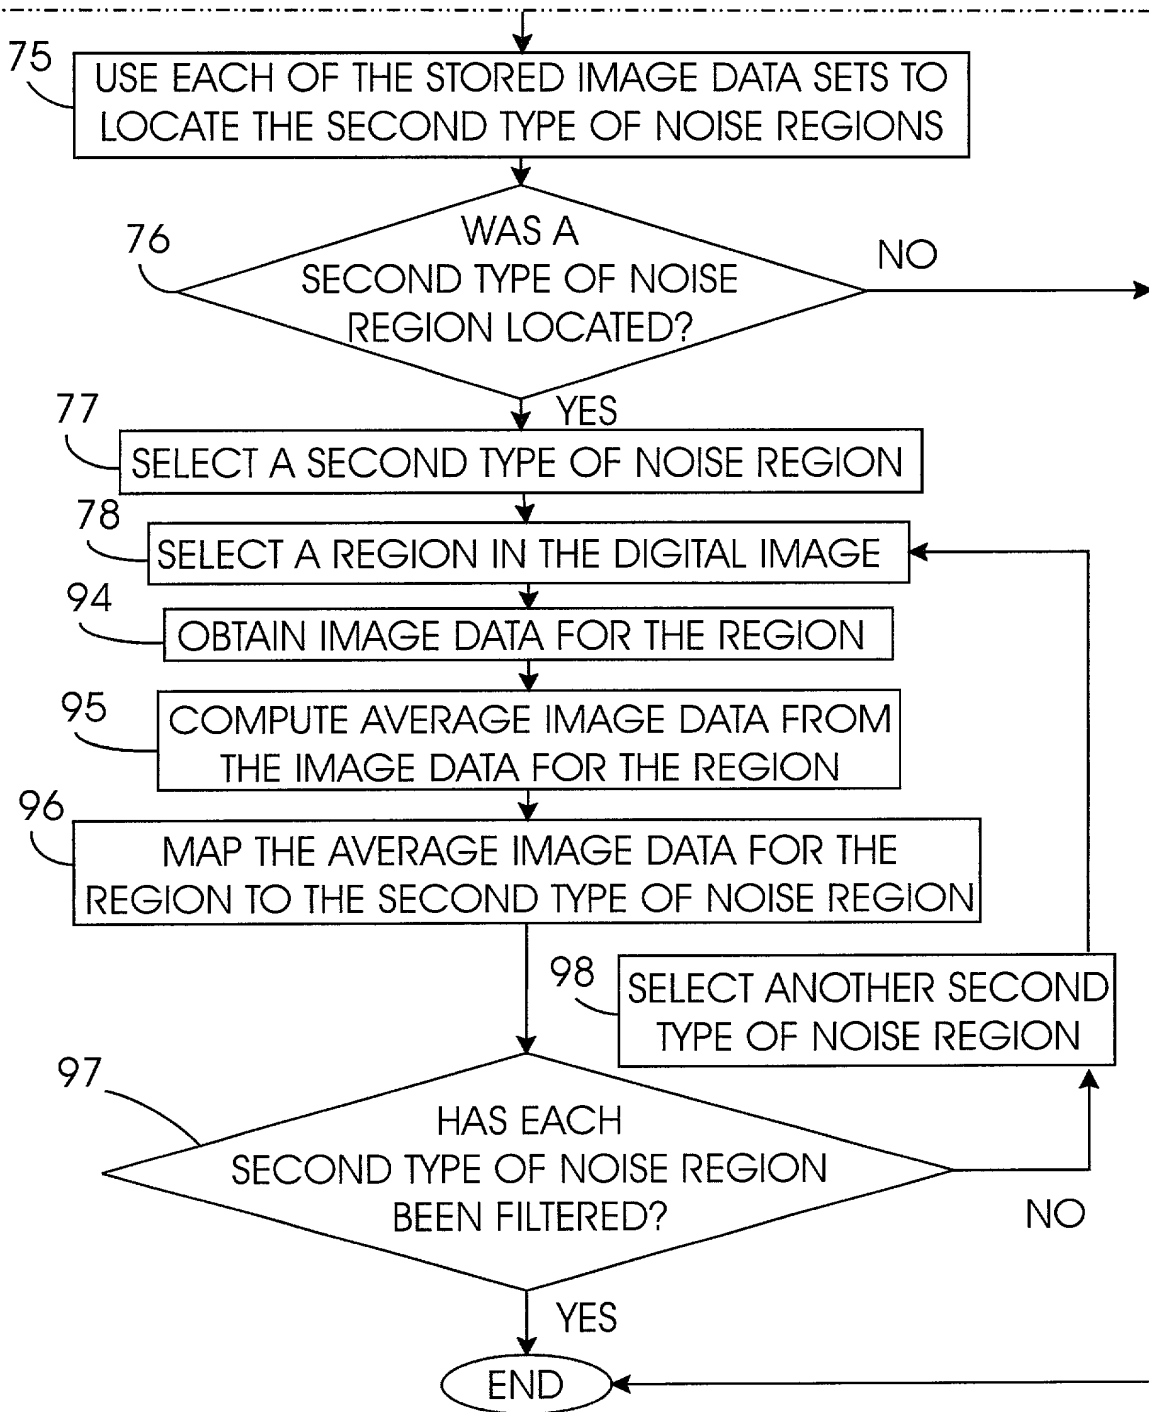 75
USE EACH OF THE STORED IMAGE DATA SETS TO
LOCATE THE SECOND TYPE OF NOISE REGIONS
76
WAS A
SECOND TYPE OF NOISE
REGION LOCATED?
NO
YES
77
SELECT A SECOND TYPE OF NOISE REGION
78
SELECT A REGION IN THE DIGITAL IMAGE
94
OBTAIN IMAGE DATA FOR THE REGION
95
COMPUTE AVERAGE IMAGE DATA FROM
THE IMAGE DATA FOR THE REGION
96
MAP THE AVERAGE IMAGE DATA FOR THE
REGION TO THE SECOND TYPE OF NOISE REGION
98
SELECT ANOTHER SECOND
TYPE OF NOISE REGION
97
HAS EACH
SECOND TYPE OF NOISE REGION
BEEN FILTERED?
NO
YES
END